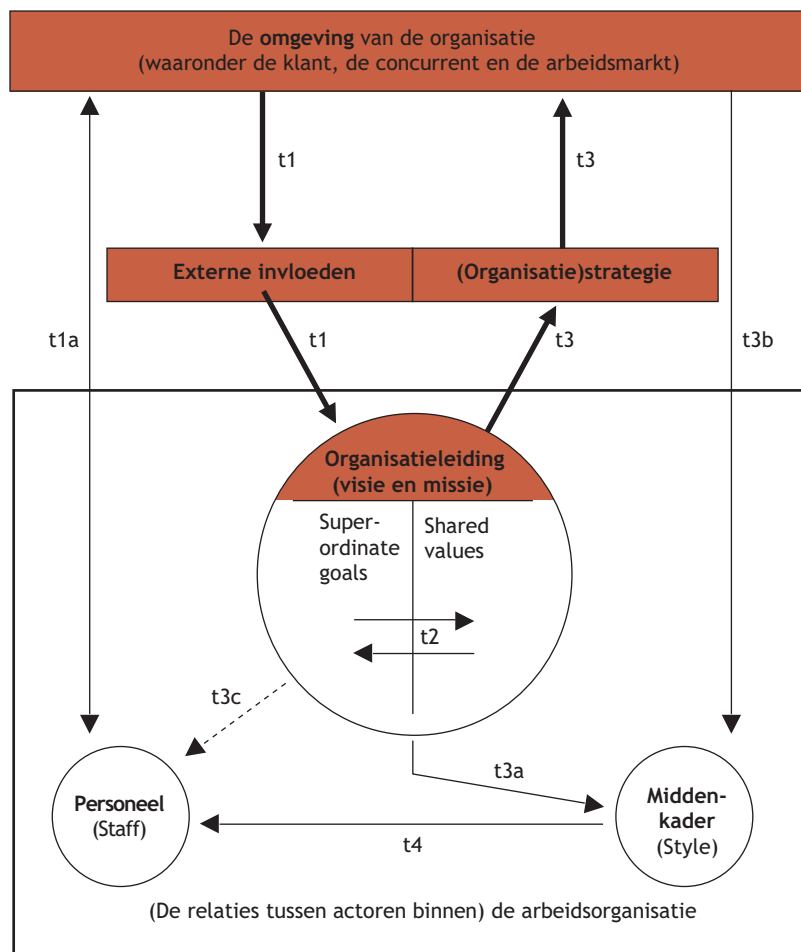 De omgeving van de organisatie
(waaronder de klant, de concurrent en de arbeidsmarkt)
t1
t3
Externe invloeden
(Organisatie)strategie
t1a
t1
t3
t3b
Organisatieleiding
(visie en missie)
Super-
ordinate
goals
Shared
values
t2
t3c
t3a
Personeel
(Staff)
Midden-
kader
(Style)
t4
(De relaties tussen actoren binnen) de arbeidsorganisatie